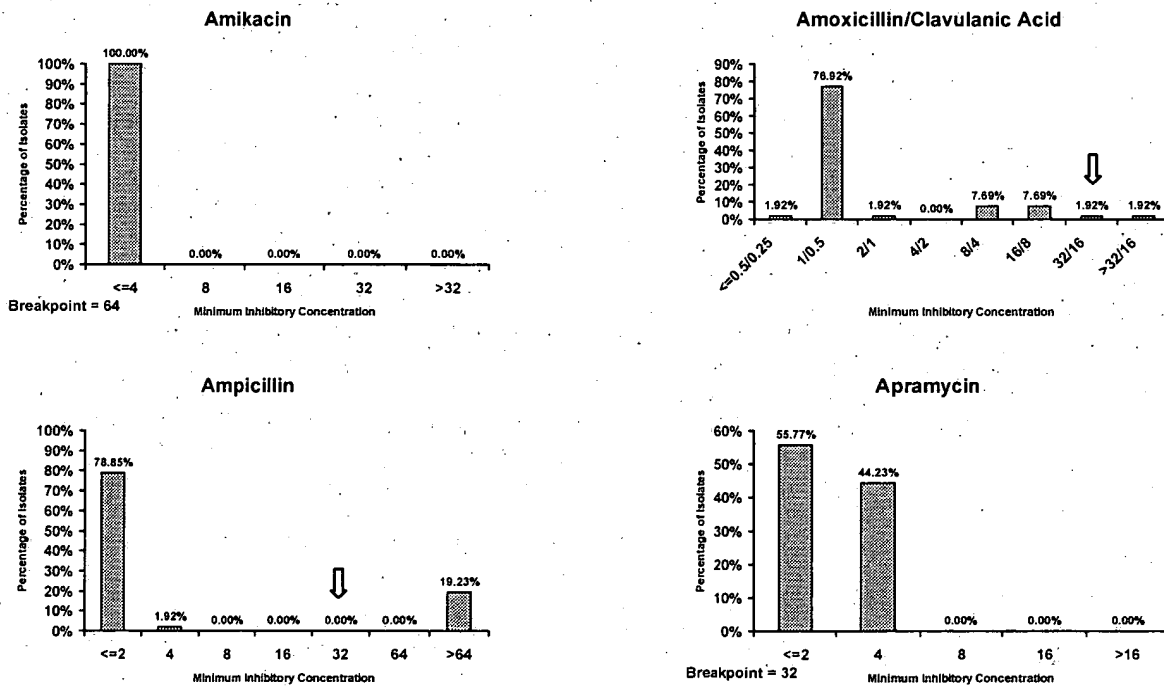 Amikacin
100.00%
100%
90%
80%
70%
60%
50%
40%
30%
20%
10%
0%
Percentage of Isolates
0.00% 0.00% 0.00% 0.00%
<=4 8 16 32 >32
Breakpoint = 64
Minimum Inhibitory Concentration
Amoxicillin/Clavulanic Acid
90%
80%
70%
60%
50%
40%
30%
20%
10%
0%
Percentage of Isolates
1.92% 76.92% 1.92% 0.00% 7.69% 7.69% 1.92% 1.92%
<=0.5/0.25 1/0.5 2/1 4/2 8/4 16/8 32/16 >32/16
Minimum Inhibitory Concentration
Ampicillin
100%
90%
80%
70%
60%
50%
40%
30%
20%
10%
0%
Percentage of Isolates
78.85% 1.92% 0.00% 0.00% 0.00% 0.00% 19.23%
<=2 4 8 16 32 64 >64
Minimum Inhibitory Concentration
Apramycin
60%
50%
40%
30%
20%
10%
0%
Percentage of Isolates
55.77% 44.23% 0.00% 0.00% 0.00%
<=2 4 8 16 >16
Breakpoint = 32
Minimum Inhibitory Concentration